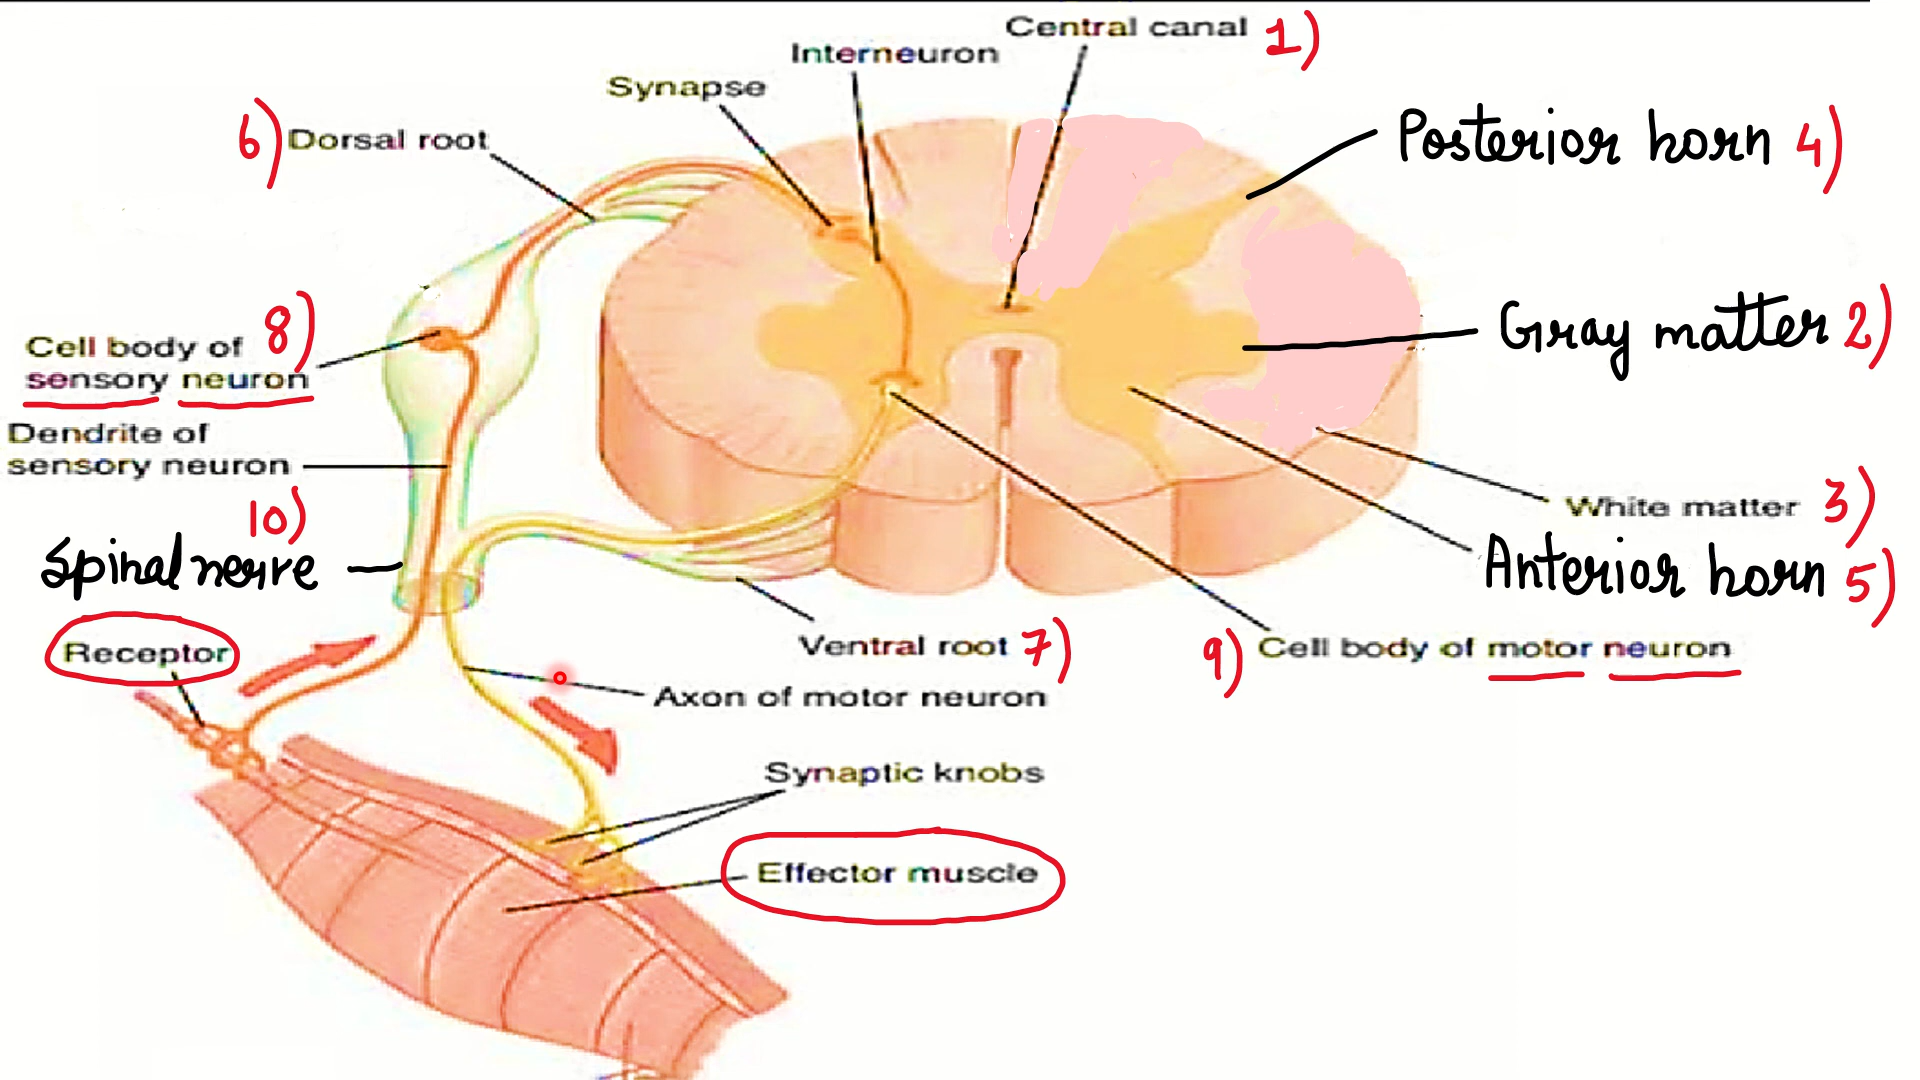 Central canal 1)
Interneuron
Synapse
6) Dorsal root
Posterior horn 4)
Gray matter 2)
Cell body of 8)
sensory neuron
Dendrite of
sensory neuron
10)
Spinal nerve
White matter 3)
Anterior horn 5)
Receptor
Ventral root 7)
9) Cell body of motor neuron
Axon of motor neuron
Synaptic knobs
Effector muscle